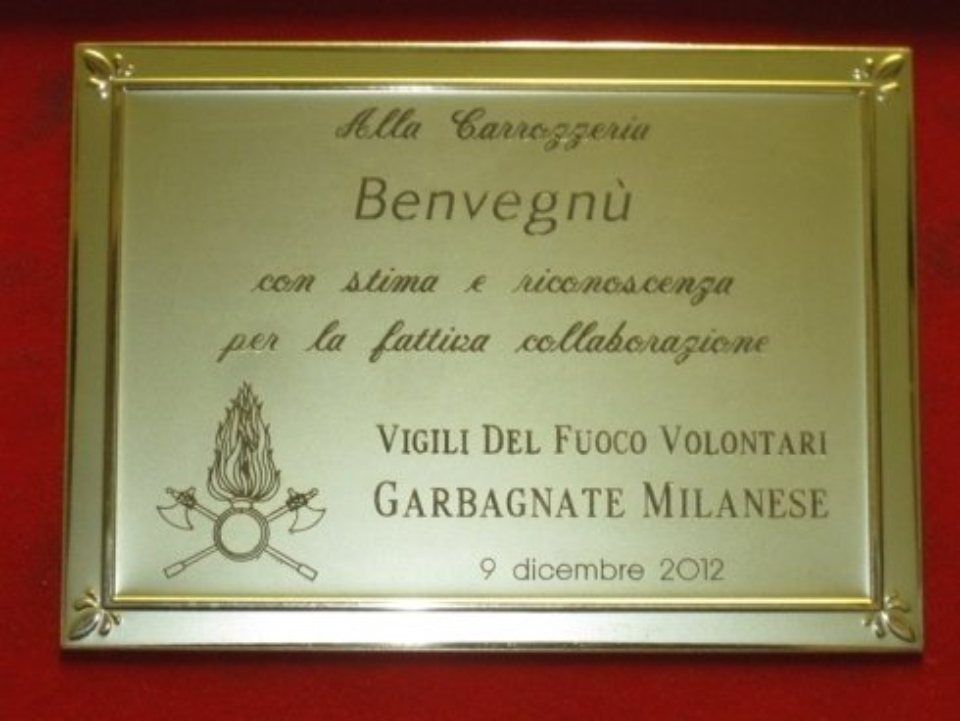 Alla Carrozzeria
Benvegnù
con stima e riconoscenza
per la fattiva collaborazione
VIGILI DEL FUOCO VOLONTARI
GARBAGNATE MILANESE
9 dicembre 2012